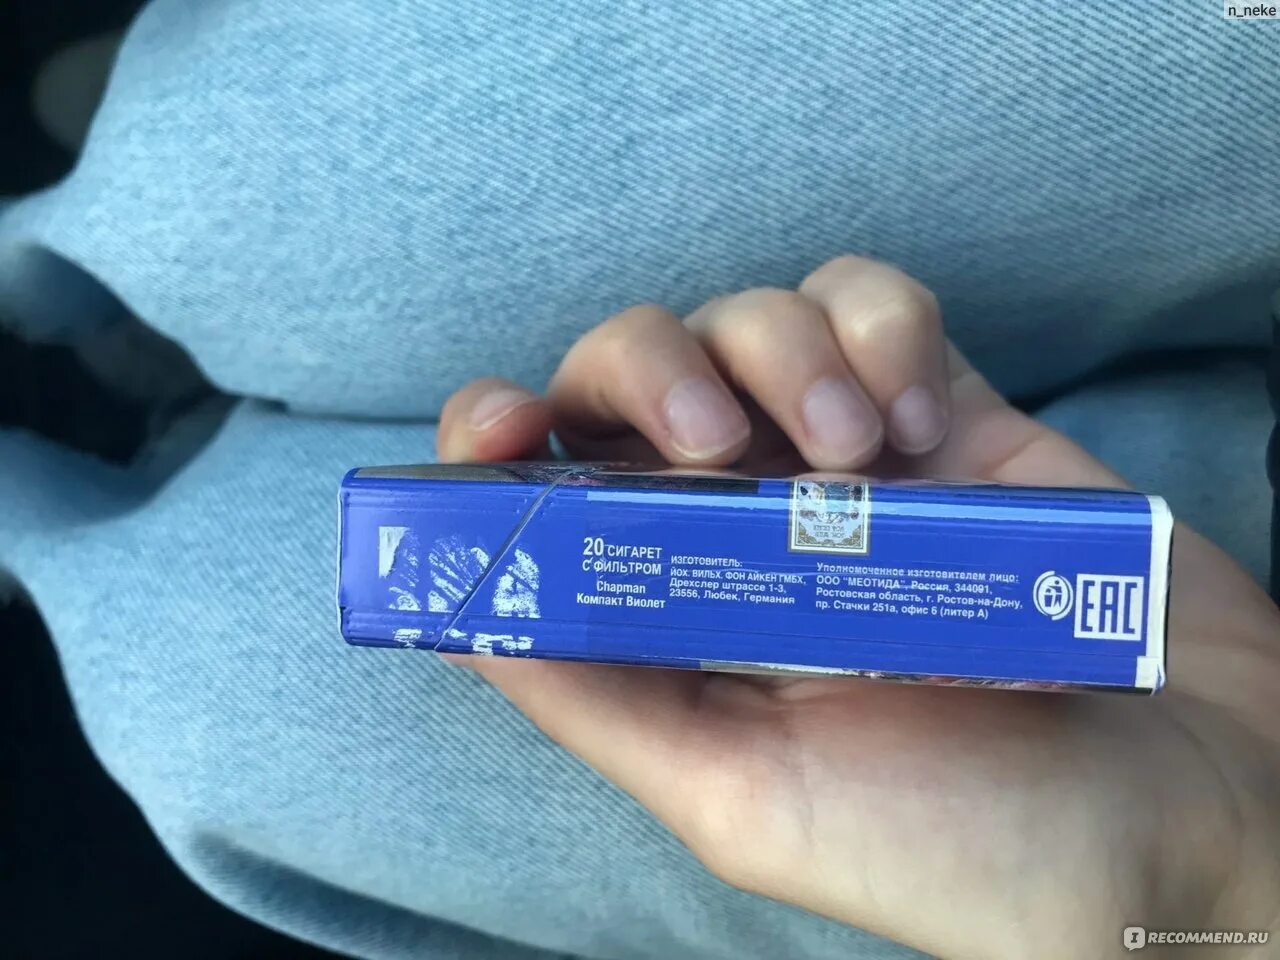 n_neke
20 СИГАРЕТ
С ФИЛЬТРОМ
Chapman
Компакт Виолет
ИЗГОТОВИТЕЛЬ:
ЙОХ. ВИЛЬХ. ФОН АЙКЕН ГМБХ,
Дрехслер штрассе 1-3,
23556, Любек, Германия
Уполномоченное изготовителем лицо:
ООО "МЕОТИДА", Россия, 344091,
Ростовская область, г. Ростов-на-Дону,
пр. Стачки 251а, офис 6 (литер А)
EAC
IRECOMMEND.RU